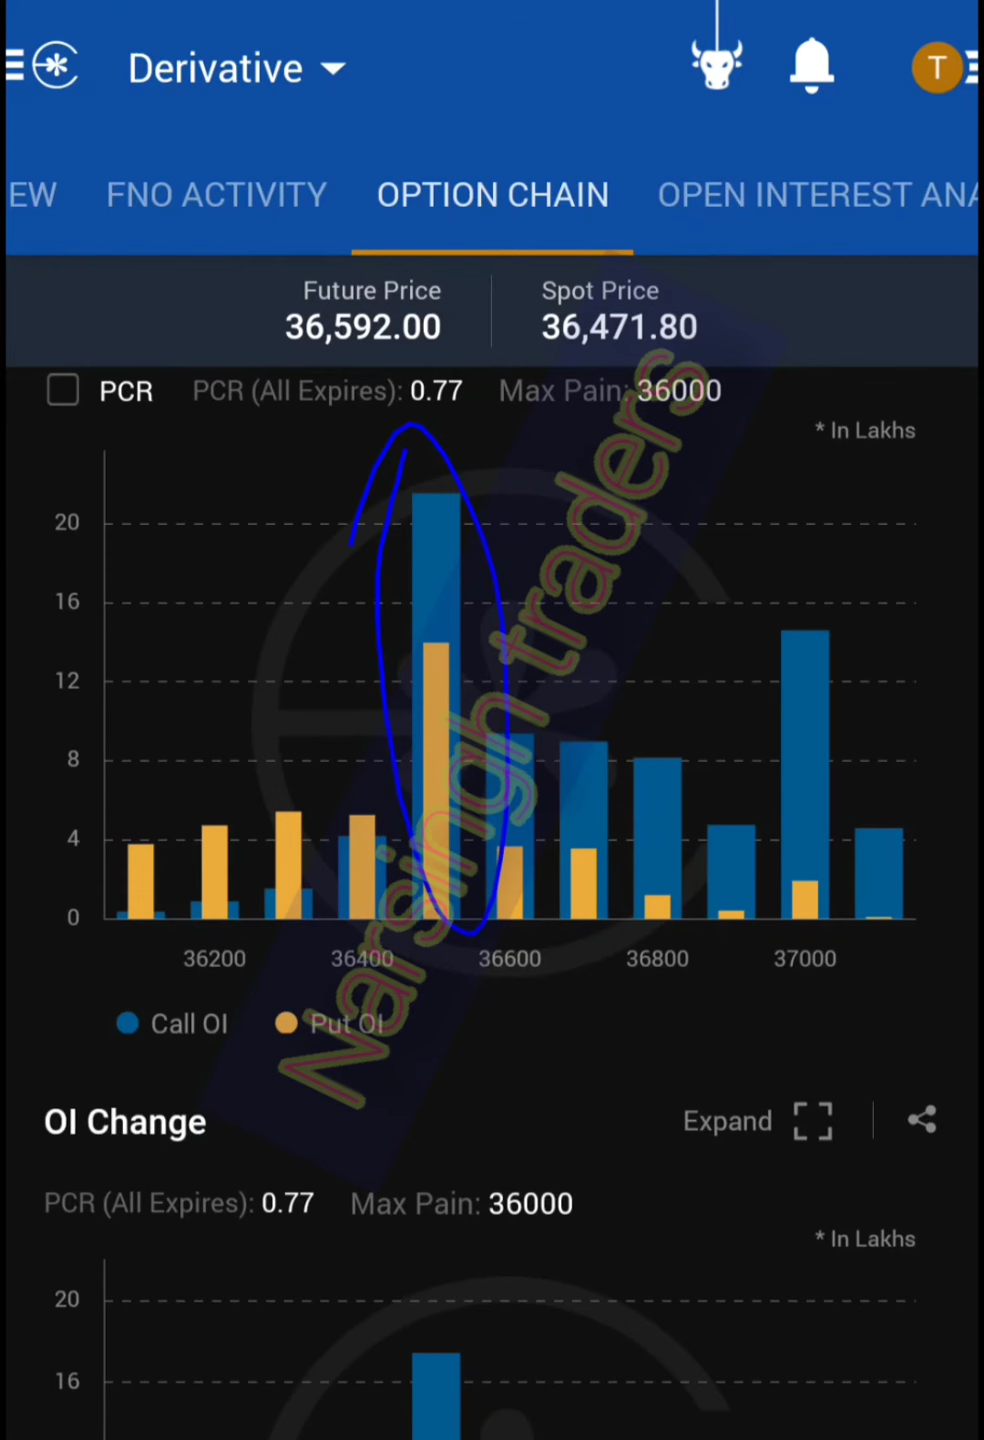 Derivative
T
EW FNO ACTIVITY OPTION CHAIN OPEN INTEREST ANA
Future Price Spot Price
36,592.00 36,471.80
PCR PCR (All Expires): 0.77 Max Pain: 36000
* In Lakhs
20
16
12
8
4
0
36200 36400 36600 36800 37000
Call OI Put OI
Narsingh traders
OI Change Expand
PCR (All Expires): 0.77 Max Pain: 36000
* In Lakhs
20
16